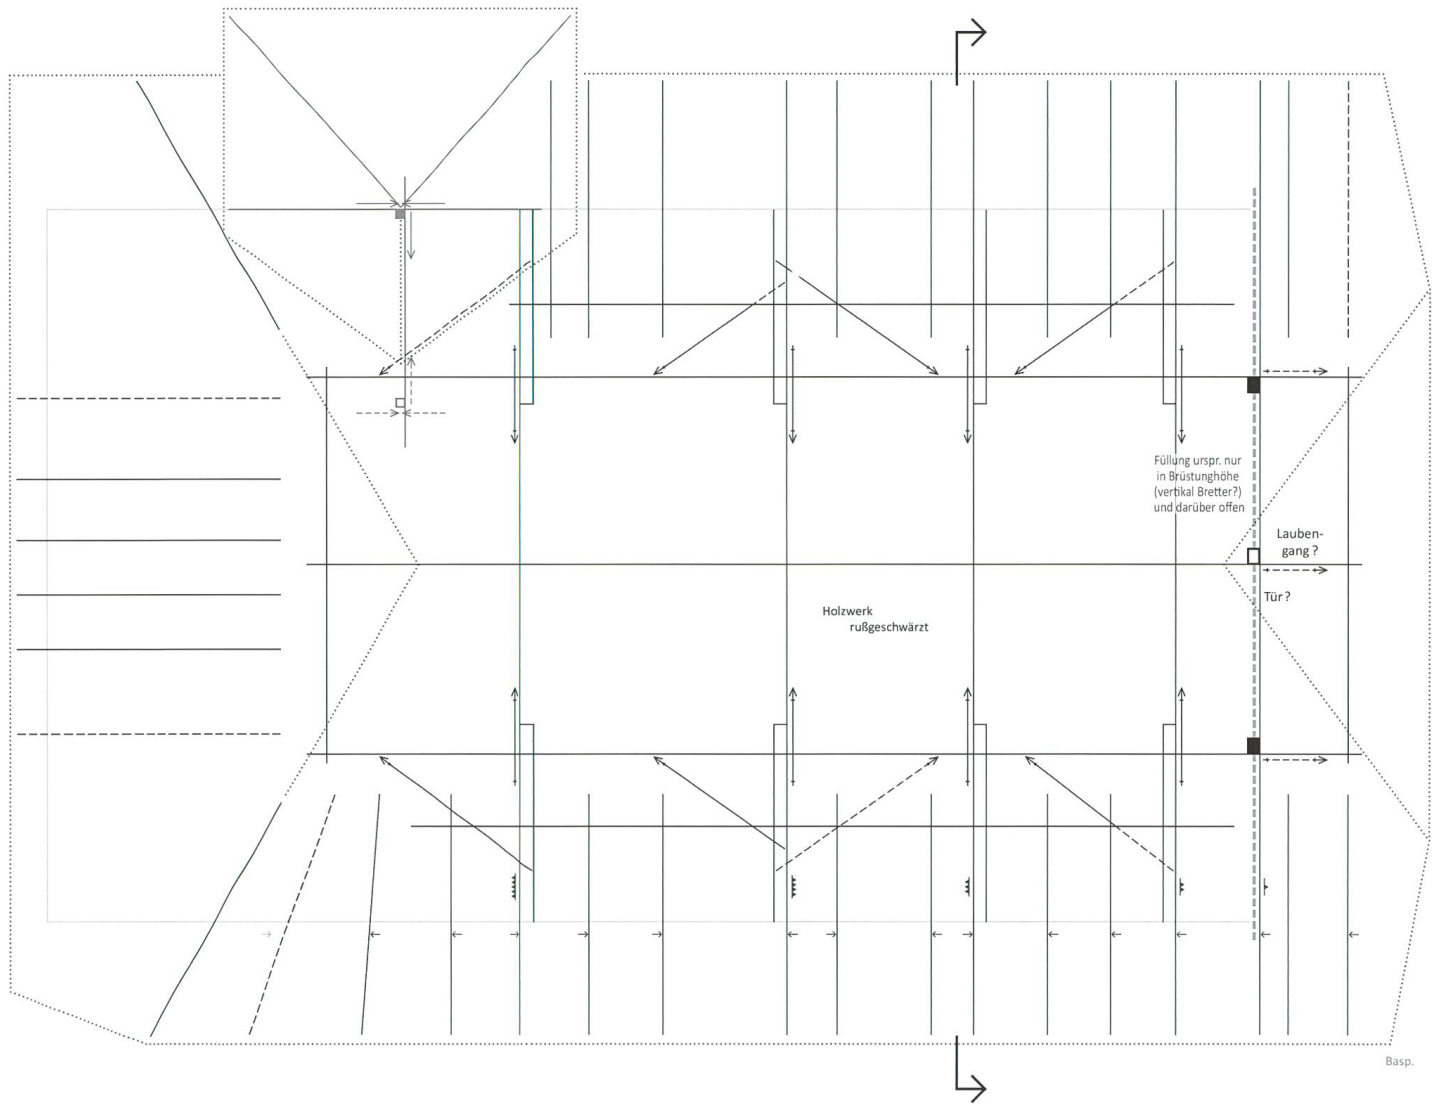 Füllung urspr. nur
in Brüstunghöhe
(vertikal Bretter?)
und darüber offen
Lauben-
gang ?
Tür ?
Holzwerk
rußgeschwärzt
Basp.